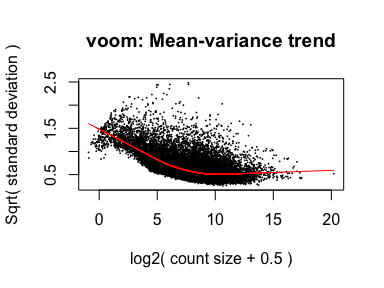 voom: Mean-variance trend
Sqrt( standard deviation )
2.5
1.5
0.5
0
5
10
15
20
log2( count size + 0.5 )